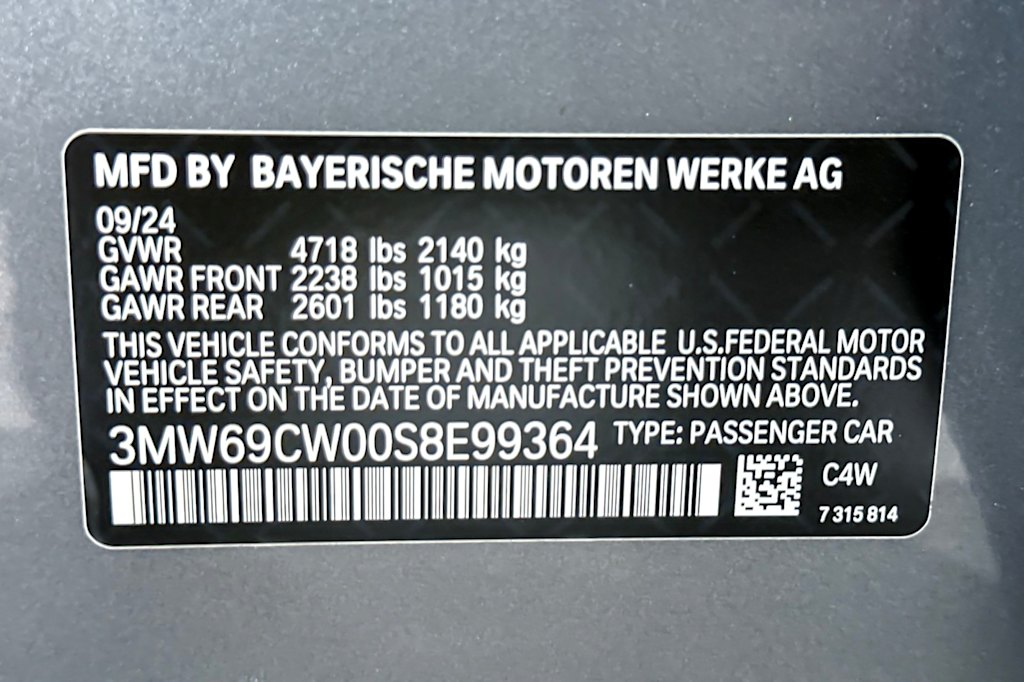 MFD BY BAYERISCHE MOTOREN WERKE AG
09/24
GVWR 4718 lbs 2140 kg
GAWR FRONT 2238 lbs 1015 kg
GAWR REAR 2601 lbs 1180 kg
THIS VEHICLE CONFORMS TO ALL APPLICABLE U.S.FEDERAL MOTOR
VEHICLE SAFETY, BUMPER AND THEFT PREVENTION STANDARDS
IN EFFECT ON THE DATE OF MANUFACTURE SHOWN ABOVE.
3MW69CW00S8E99364 TYPE: PASSENGER CAR
C4W
7 315 814